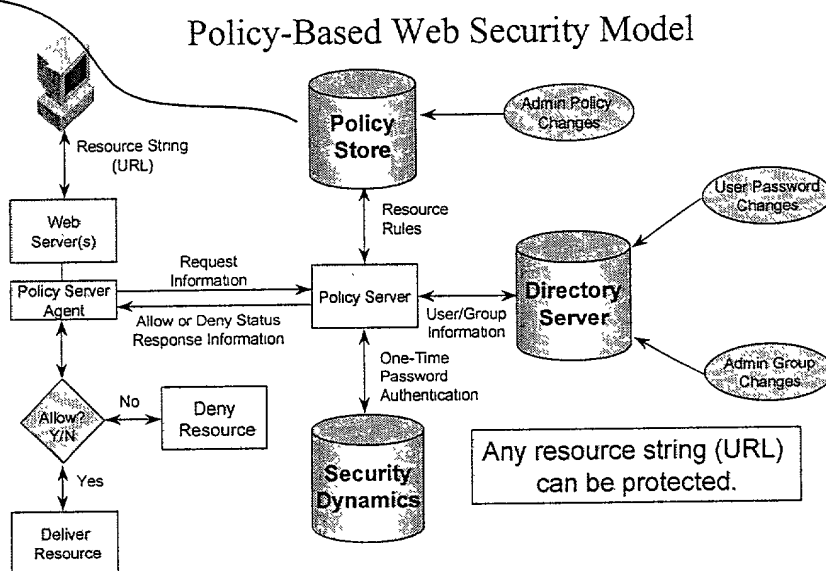 Policy-Based Web Security Model
Resource String
(URL)
Policy
Store
Admin Policy
Changes
Web
Server(s)
Resource
Rules
User Password
Changes
Request
Information
Policy Server
Agent
Policy Server
Directory
Server
Allow or Deny Status
Response Information
User/Group
Information
One-Time
Password
Authentication
Admin Group
Changes
Allow?
Y/N
No
Deny
Resource
Yes
Security
Dynamics
Any resource string (URL)
can be protected.
Deliver
Resource